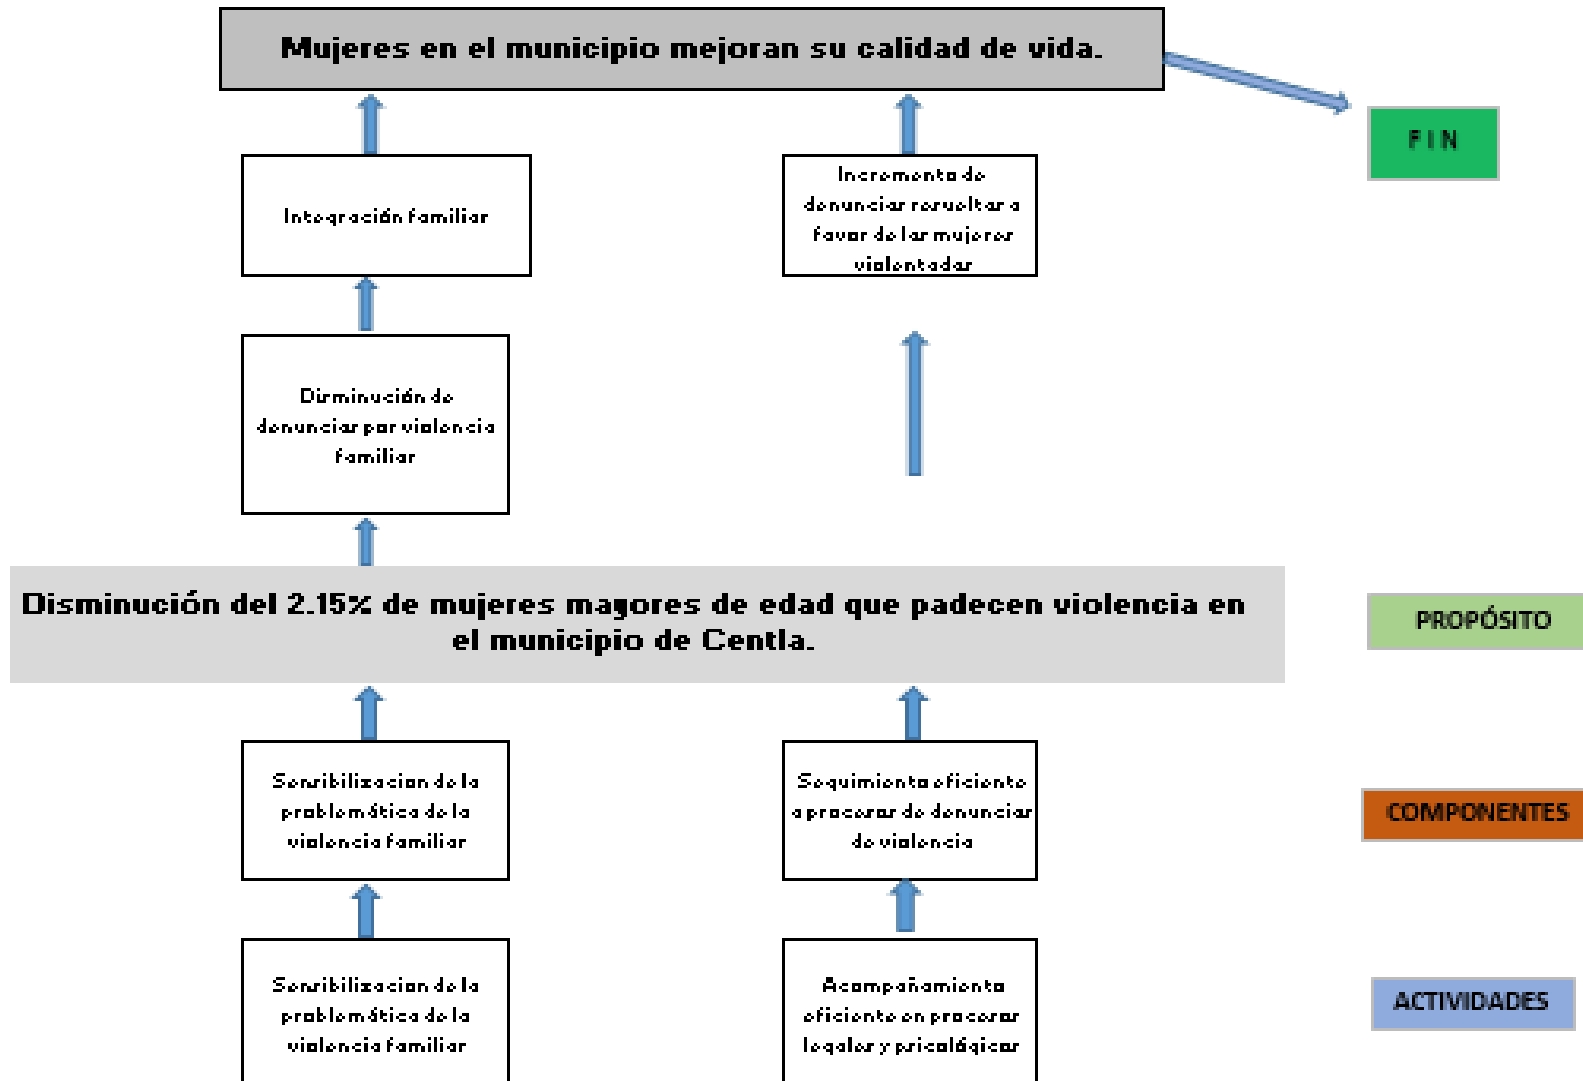 Mujeres en el municipio mejoran su calidad de vida.
F I N
Integración familiar
Incremento de
denuncias resueltas a
favor de las mujeres
violentadas
Disminución de
denuncias por violencia
familiar
Disminución del 2.15% de mujeres mayores de edad que padecen violencia en
el municipio de Centla.
PROPÓSITO
Sensibilizacion de la
problemática de la
violencia familiar
Seguimiento eficiente
a procesos de denuncias
de violencia
COMPONENTES
Sensibilizacion de la
problemática de la
violencia familiar
Acompañamiento
eficiente en procesos
legales y psicológicos
ACTIVIDADES